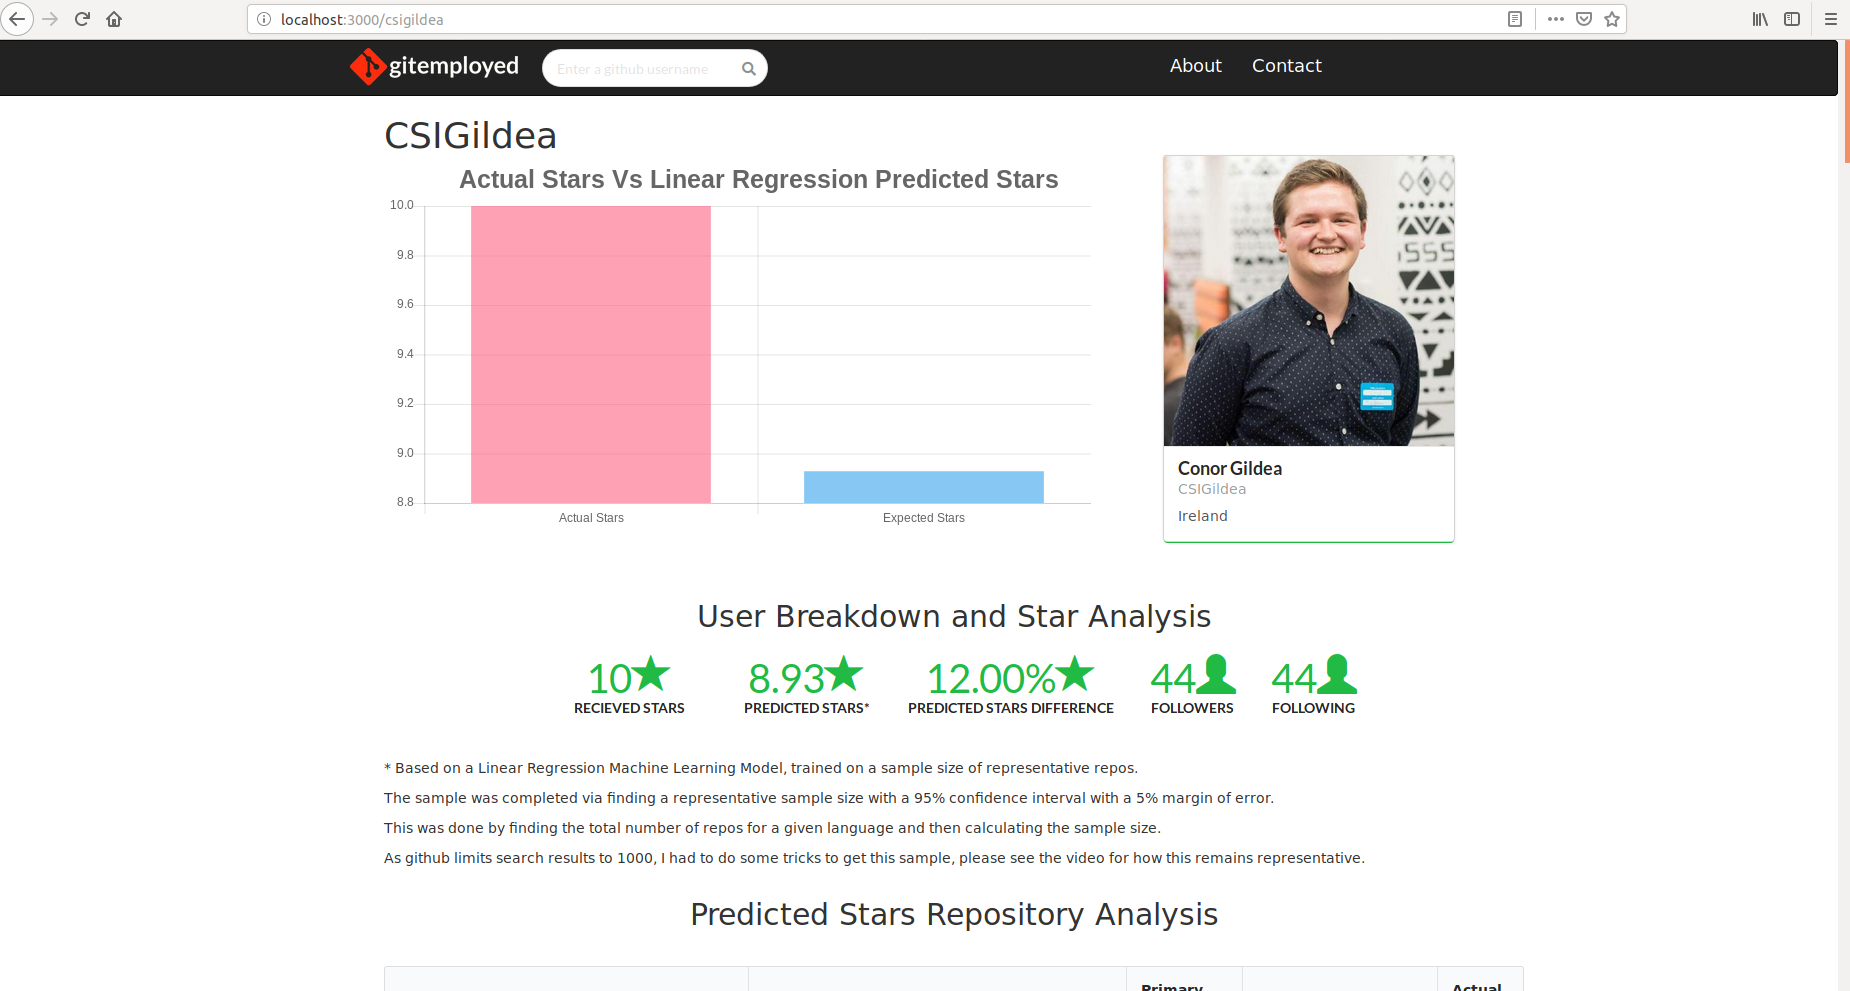 localhost:3000/csigildea
gitemployed
Enter a github username
About
Contact
CSIGildea
Actual Stars Vs Linear Regression Predicted Stars
10.0
9.8
9.6
9.4
9.2
9.0
8.8
Actual Stars
Expected Stars
Conor Gildea
CSIGildea
Ireland
User Breakdown and Star Analysis
10
RECIEVED STARS
8.93
PREDICTED STARS*
12.00%
PREDICTED STARS DIFFERENCE
44
FOLLOWERS
44
FOLLOWING
* Based on a Linear Regression Machine Learning Model, trained on a sample size of representative repos.
The sample was completed via finding a representative sample size with a 95% confidence interval with a 5% margin of error.
This was done by finding the total number of repos for a given language and then calculating the sample size.
As github limits search results to 1000, I had to do some tricks to get this sample, please see the video for how this remains representative.
Predicted Stars Repository Analysis
Primary
Actual